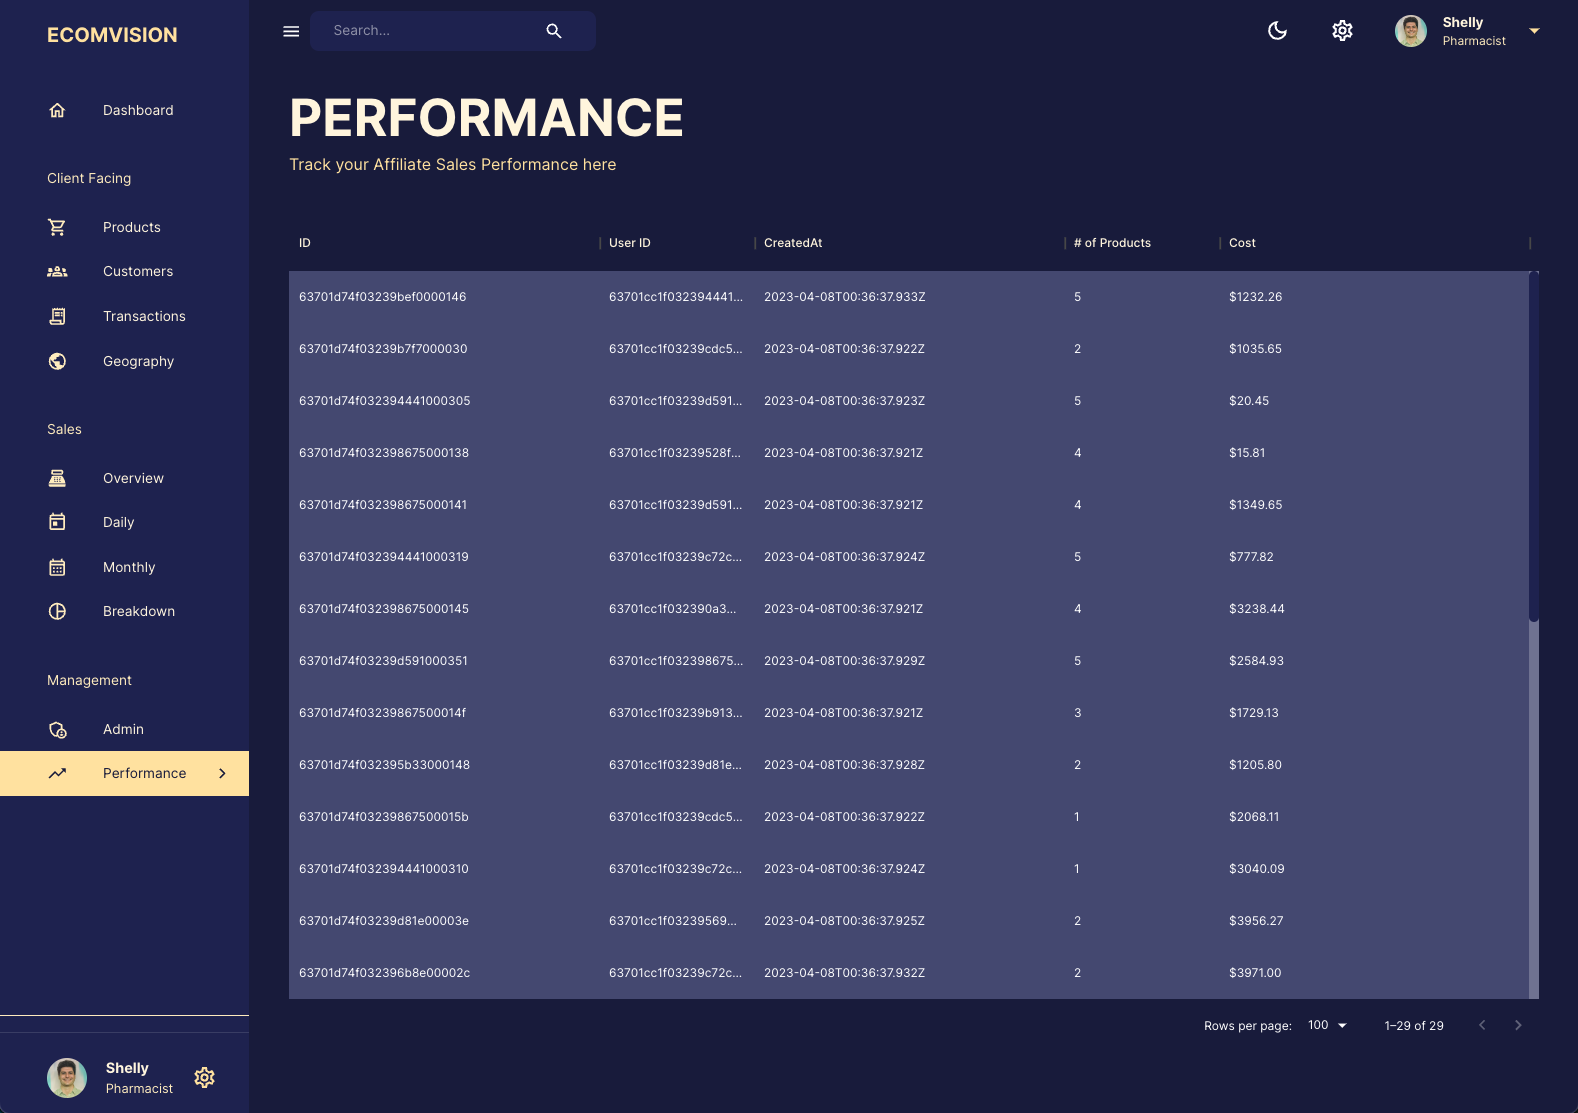 ECOMVISION
Search...
Shelly
Pharmacist
Dashboard
Client Facing
Products
Customers
Transactions
Geography
Sales
Overview
Daily
Monthly
Breakdown
Management
Admin
Performance
Shelly
Pharmacist
PERFORMANCE
Track your Affiliate Sales Performance here
ID User ID CreatedAt # of Products Cost
63701d74f03239bef0000146 63701cc1f032394441... 2023-04-08T00:36:37.933Z 5 $1232.26
63701d74f03239b7f7000030 63701cc1f03239cdc5... 2023-04-08T00:36:37.922Z 2 $1035.65
63701d74f032394441000305 63701cc1f03239d591... 2023-04-08T00:36:37.923Z 5 $20.45
63701d74f032398675000138 63701cc1f03239528f... 2023-04-08T00:36:37.921Z 4 $15.81
63701d74f032398675000141 63701cc1f03239d591... 2023-04-08T00:36:37.921Z 4 $1349.65
63701d74f032394441000319 63701cc1f03239c72c... 2023-04-08T00:36:37.924Z 5 $777.82
63701d74f032398675000145 63701cc1f032390a3... 2023-04-08T00:36:37.921Z 4 $3238.44
63701d74f03239d591000351 63701cc1f032398675... 2023-04-08T00:36:37.929Z 5 $2584.93
63701d74f03239867500014f 63701cc1f03239b913... 2023-04-08T00:36:37.921Z 3 $1729.13
63701d74f032395b33000148 63701cc1f03239d81e... 2023-04-08T00:36:37.928Z 2 $1205.80
63701d74f03239867500015b 63701cc1f03239cdc5... 2023-04-08T00:36:37.922Z 1 $2068.11
63701d74f032394441000310 63701cc1f03239c72c... 2023-04-08T00:36:37.924Z 1 $3040.09
63701d74f03239d81e00003e 63701cc1f03239569... 2023-04-08T00:36:37.925Z 2 $3956.27
63701d74f032396b8e00002c 63701cc1f03239c72c... 2023-04-08T00:36:37.932Z 2 $3971.00
Rows per page: 100 1–29 of 29